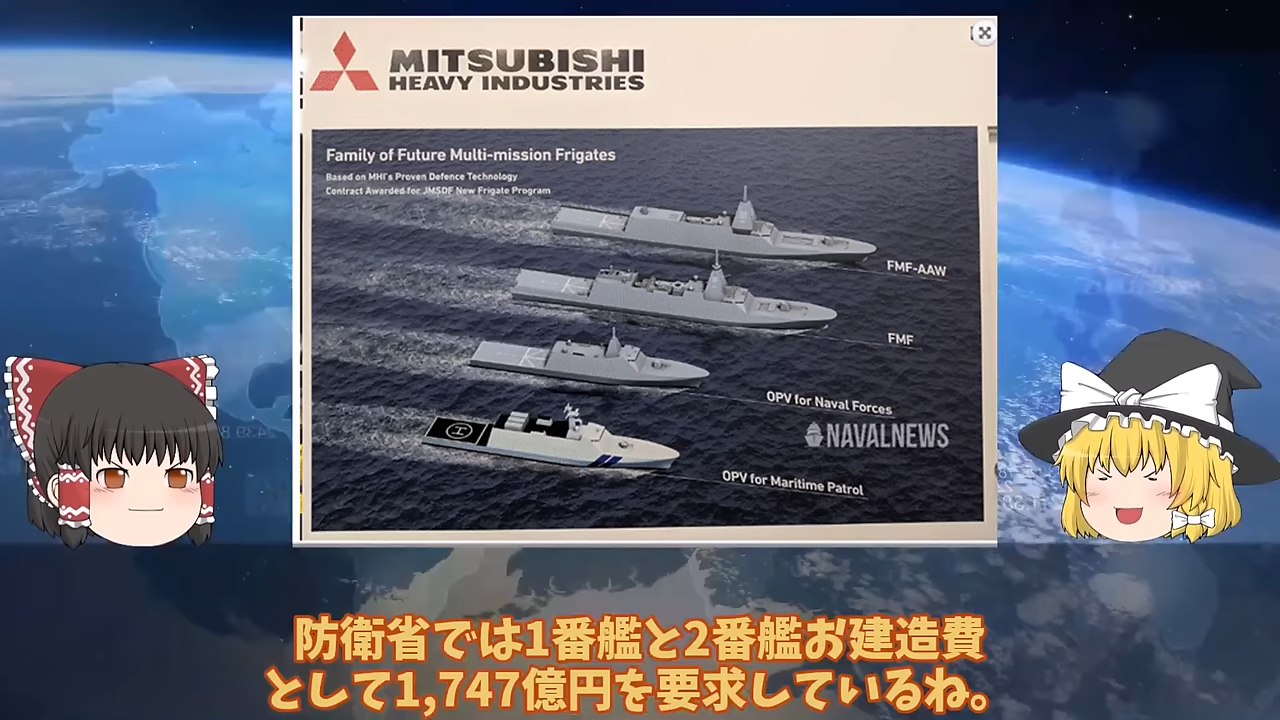 MITSUBISHI
HEAVY INDUSTRIES
Family of Future Multi-mission Frigates
Based on MHI's Proven Defence Technology
Contract Awarded for JMSDF New Frigate Program
FMF-AAW
FMF
OPV for Naval Forces
NAVALNEWS
OPV for Maritime Patrol
防衛省では1番艦と2番艦お建造費
として1,747億円を要求しているね。